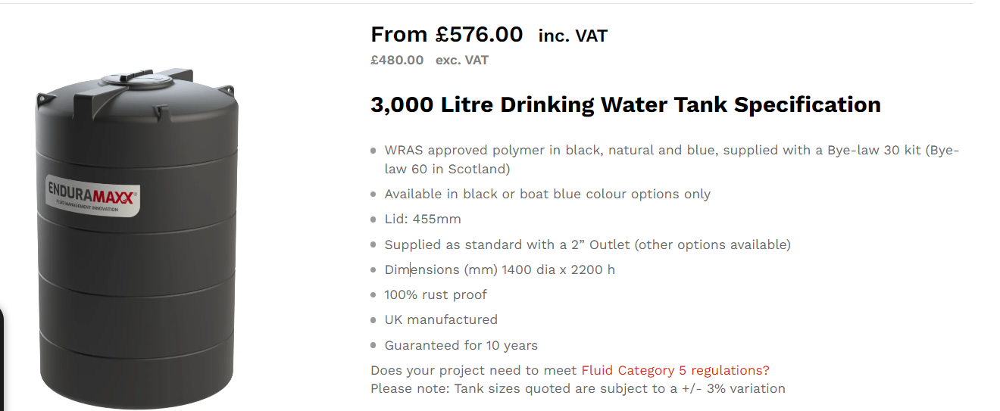 From £576.00 inc. VAT
£480.00 exc. VAT
3,000 Litre Drinking Water Tank Specification
WRAS approved polymer in black, natural and blue, supplied with a Bye-law 30 kit (Bye-
law 60 in Scotland)
Available in black or boat blue colour options only
Lid: 455mm
Supplied as standard with a 2” Outlet (other options available)
Dimensions (mm) 1400 dia x 2200 h
100% rust proof
UK manufactured
Guaranteed for 10 years
Does your project need to meet Fluid Category 5 regulations?
Please note: Tank sizes quoted are subject to a +/- 3% variation
ENDURAMAXX®
FLUID MANAGEMENT INNOVATION